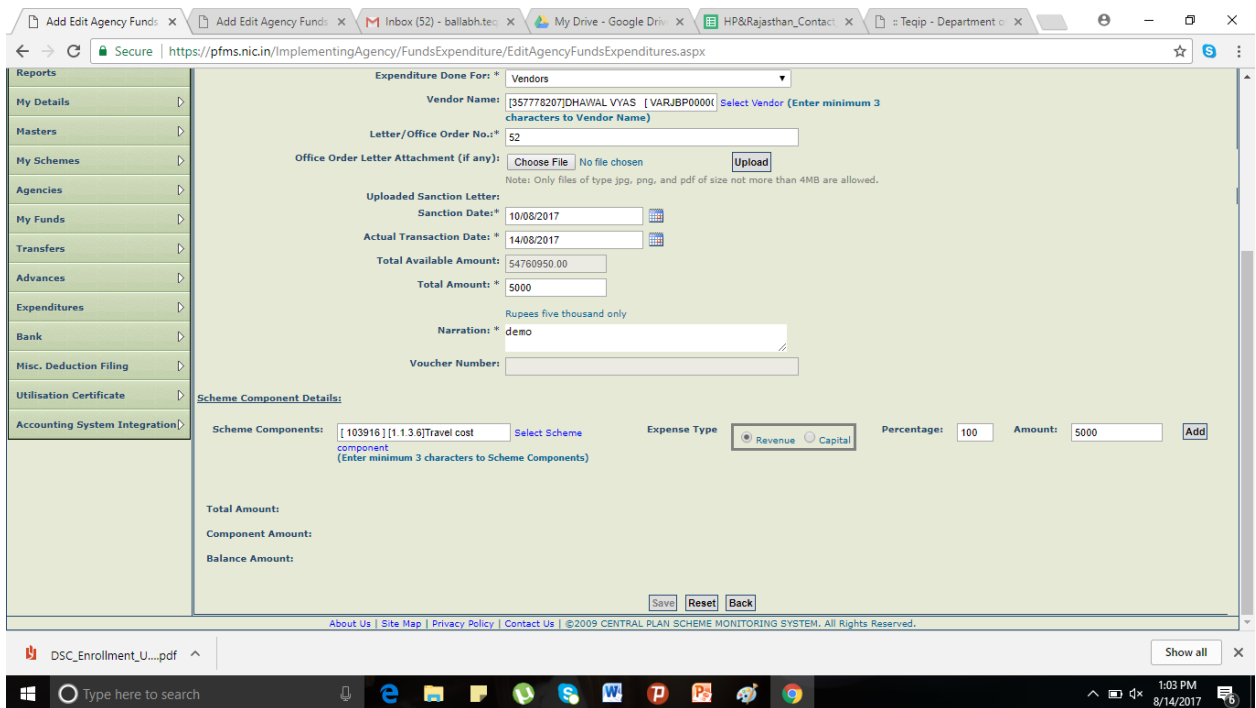 Add Edit Agency Funds
Add Edit Agency Funds
Inbox (52) - ballabh.teq
My Drive - Google Driv
HP&Rajasthan_Contact
:: Teqip - Department o
Secure | https://pfms.nic.in/ImplementingAgency/FundsExpenditure/EditAgencyFundsExpenditures.aspx
Reports
My Details
Masters
My Schemes
Agencies
My Funds
Transfers
Advances
Expenditures
Bank
Misc. Deduction Filing
Utilisation Certificate
Accounting System Integration
Expenditure Done For: * Vendors
Vendor Name: [357778207]DHAWAL VYAS [ VARJBP0000( Select Vendor (Enter minimum 3
characters to Vendor Name)
Letter/Office Order No.:* 52
Office Order Letter Attachment (if any): Choose File No file chosen Upload
Note: Only files of type jpg, png, and pdf of size not more than 4MB are allowed.
Uploaded Sanction Letter:
Sanction Date:* 10/08/2017
Actual Transaction Date: * 14/08/2017
Total Available Amount: 54760950.00
Total Amount: * 5000
Rupees five thousand only
Narration: * demo
Voucher Number:
Scheme Component Details:
Scheme Components: [ 103916 ] [1.1.3.6]Travel cost Select Scheme Expense Type Revenue Capital Percentage: 100 Amount: 5000 Add
component
(Enter minimum 3 characters to Scheme Components)
Total Amount:
Component Amount:
Balance Amount:
Save Reset Back
About Us | Site Map | Privacy Policy | Contact Us | ©2009 CENTRAL PLAN SCHEME MONITORING SYSTEM. All Rights Reserved.
DSC_Enrollment_U....pdf
Show all
Type here to search
1:03 PM
8/14/2017
6